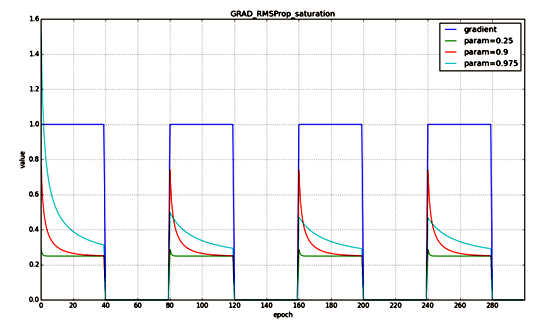 GRAD_RMSProp_saturation
1.6
1.4
1.2
1.0
0.8
0.6
0.4
0.2
0.0
value
gradient
param=0.25
param=0.9
param=0.975
0 20 40 60 80 100 120 140 160 180 200 220 240 260 280
epoch